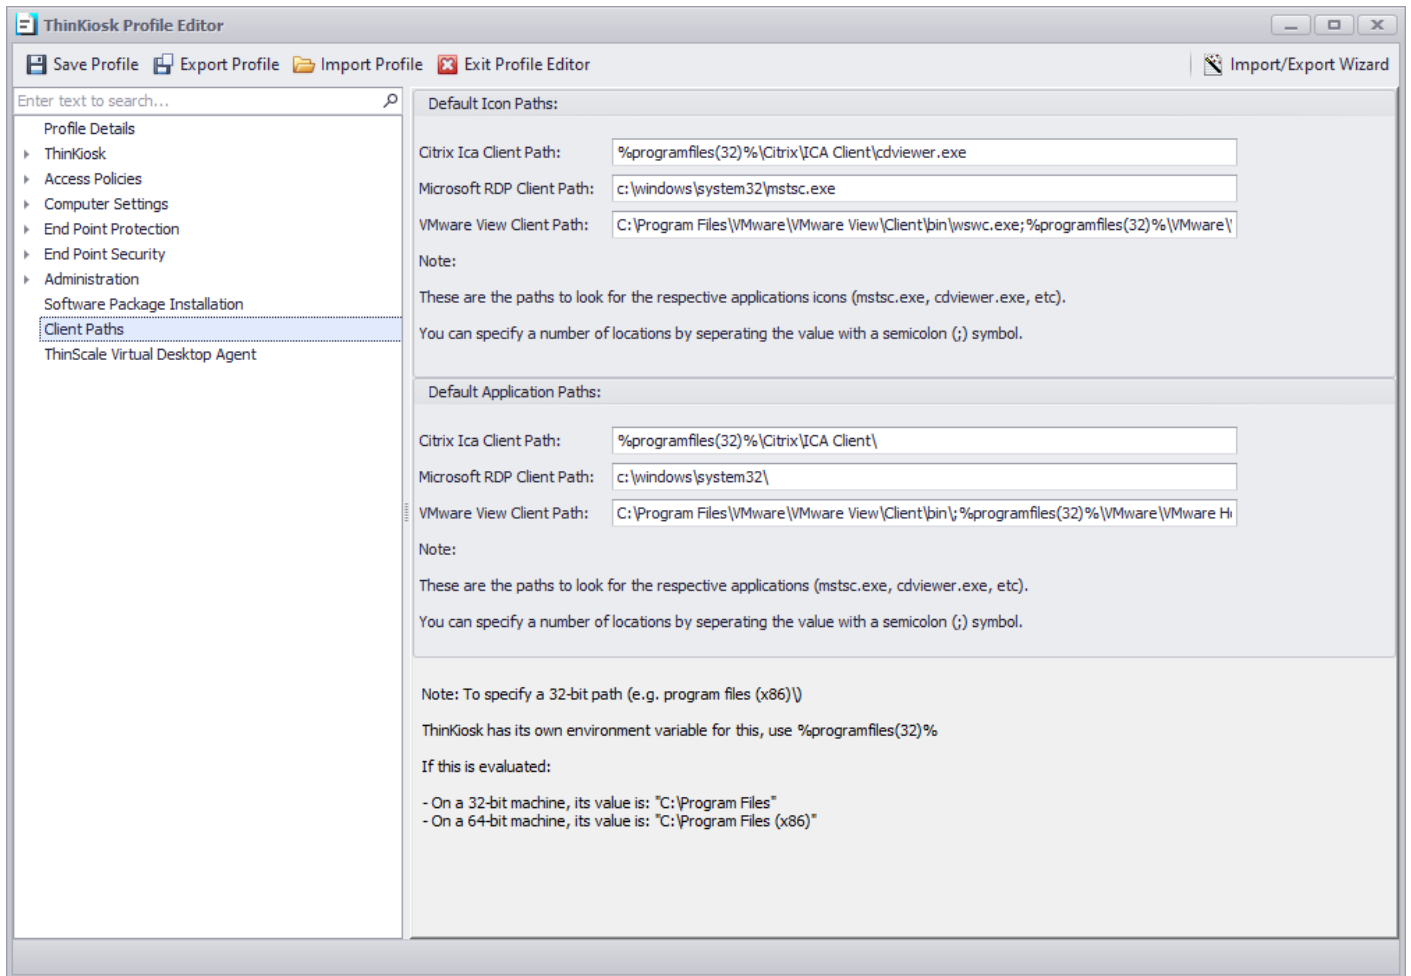 ThinKiosk Profile Editor
Save Profile Export Profile Import Profile Exit Profile Editor Import/Export Wizard
Enter text to search...
Profile Details
ThinKiosk
Access Policies
Computer Settings
End Point Protection
End Point Security
Administration
Software Package Installation
Client Paths
ThinScale Virtual Desktop Agent
Default Icon Paths:
Citrix Ica Client Path: %programfiles(32)%\Citrix\ICA Client\cdviewer.exe
Microsoft RDP Client Path: c:\windows\system32\mstsc.exe
VMware View Client Path: C:\Program Files\VMware\VMware View\Client\bin\wswc.exe;%programfiles(32)%\VMware\
Note:
These are the paths to look for the respective applications icons (mstsc.exe, cdviewer.exe, etc).
You can specify a number of locations by seperating the value with a semicolon (;) symbol.
Default Application Paths:
Citrix Ica Client Path: %programfiles(32)%\Citrix\ICA Client\
Microsoft RDP Client Path: c:\windows\system32\
VMware View Client Path: C:\Program Files\VMware\VMware View\Client\bin\;%programfiles(32)%\VMware\VMware H
Note:
These are the paths to look for the respective applications (mstsc.exe, cdviewer.exe, etc).
You can specify a number of locations by seperating the value with a semicolon (;) symbol.
Note: To specify a 32-bit path (e.g. program files (x86)\)
ThinKiosk has its own environment variable for this, use %programfiles(32)%
If this is evaluated:
- On a 32-bit machine, its value is: "C:\Program Files"
- On a 64-bit machine, its value is: "C:\Program Files (x86)"